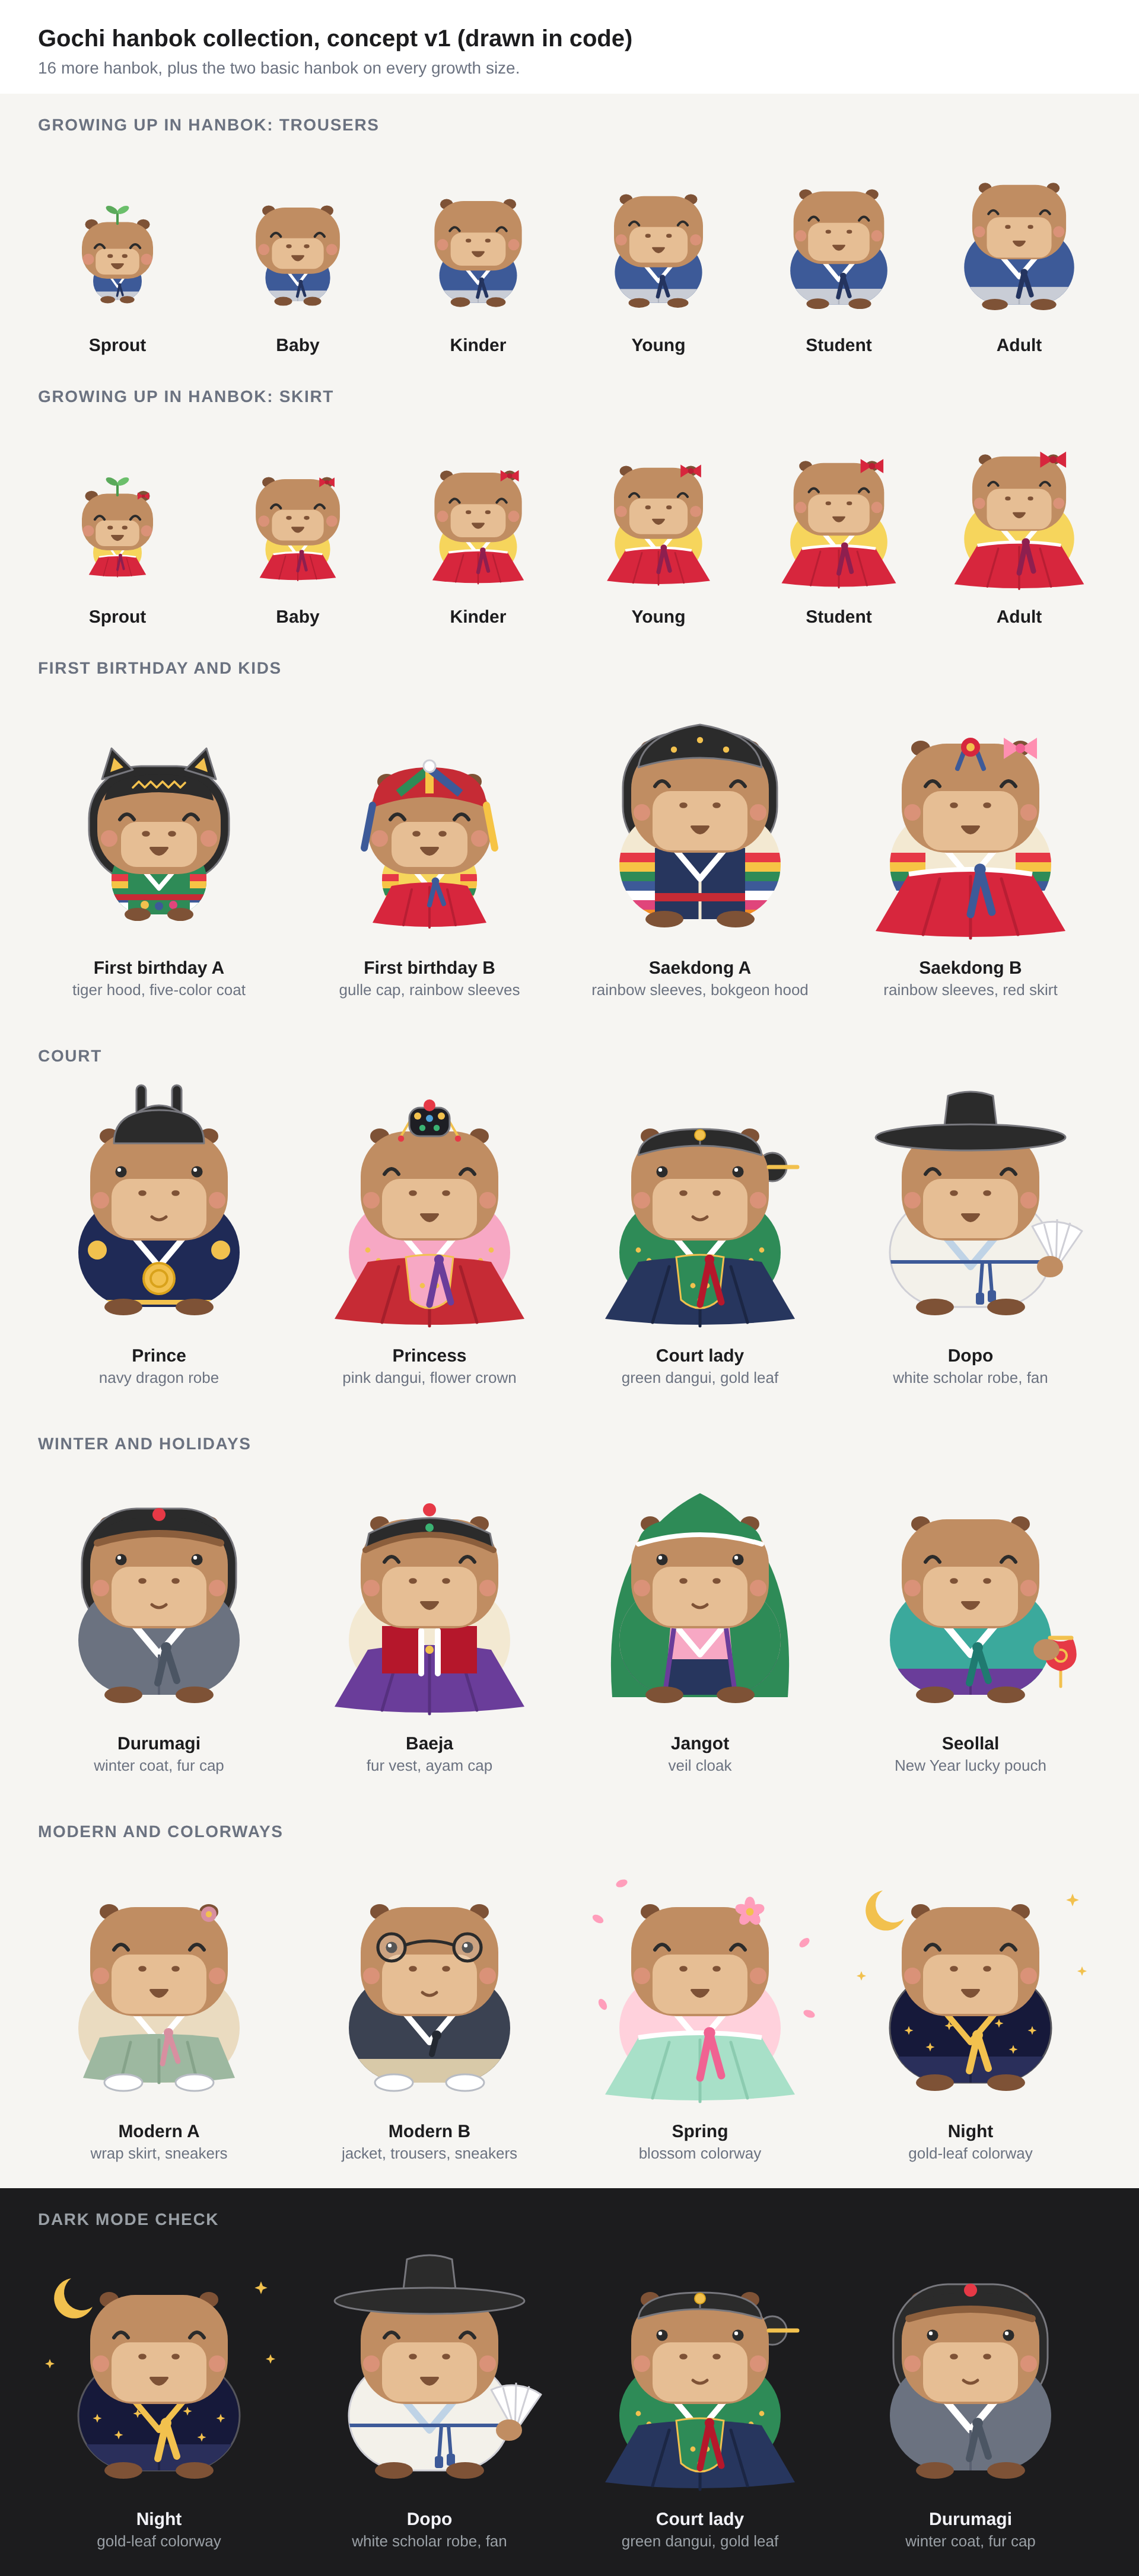 Gochi hanbok collection, concept v1 (drawn in code)
16 more hanbok, plus the two basic hanbok on every growth size.
GROWING UP IN HANBOK: TROUSERS
Sprout
Baby
Kinder
Young
Student
Adult
GROWING UP IN HANBOK: SKIRT
Sprout
Baby
Kinder
Young
Student
Adult
FIRST BIRTHDAY AND KIDS
First birthday A
tiger hood, five-color coat
First birthday B
gulle cap, rainbow sleeves
Saekdong A
rainbow sleeves, bokgeon hood
Saekdong B
rainbow sleeves, red skirt
COURT
Prince
navy dragon robe
Princess
pink dangui, flower crown
Court lady
green dangui, gold leaf
Dopo
white scholar robe, fan
WINTER AND HOLIDAYS
Durumagi
winter coat, fur cap
Baeja
fur vest, ayam cap
Jangot
veil cloak
Seollal
New Year lucky pouch
MODERN AND COLORWAYS
Modern A
wrap skirt, sneakers
Modern B
jacket, trousers, sneakers
Spring
blossom colorway
Night
gold-leaf colorway
DARK MODE CHECK
Night
gold-leaf colorway
Dopo
white scholar robe, fan
Court lady
green dangui, gold leaf
Durumagi
winter coat, fur cap